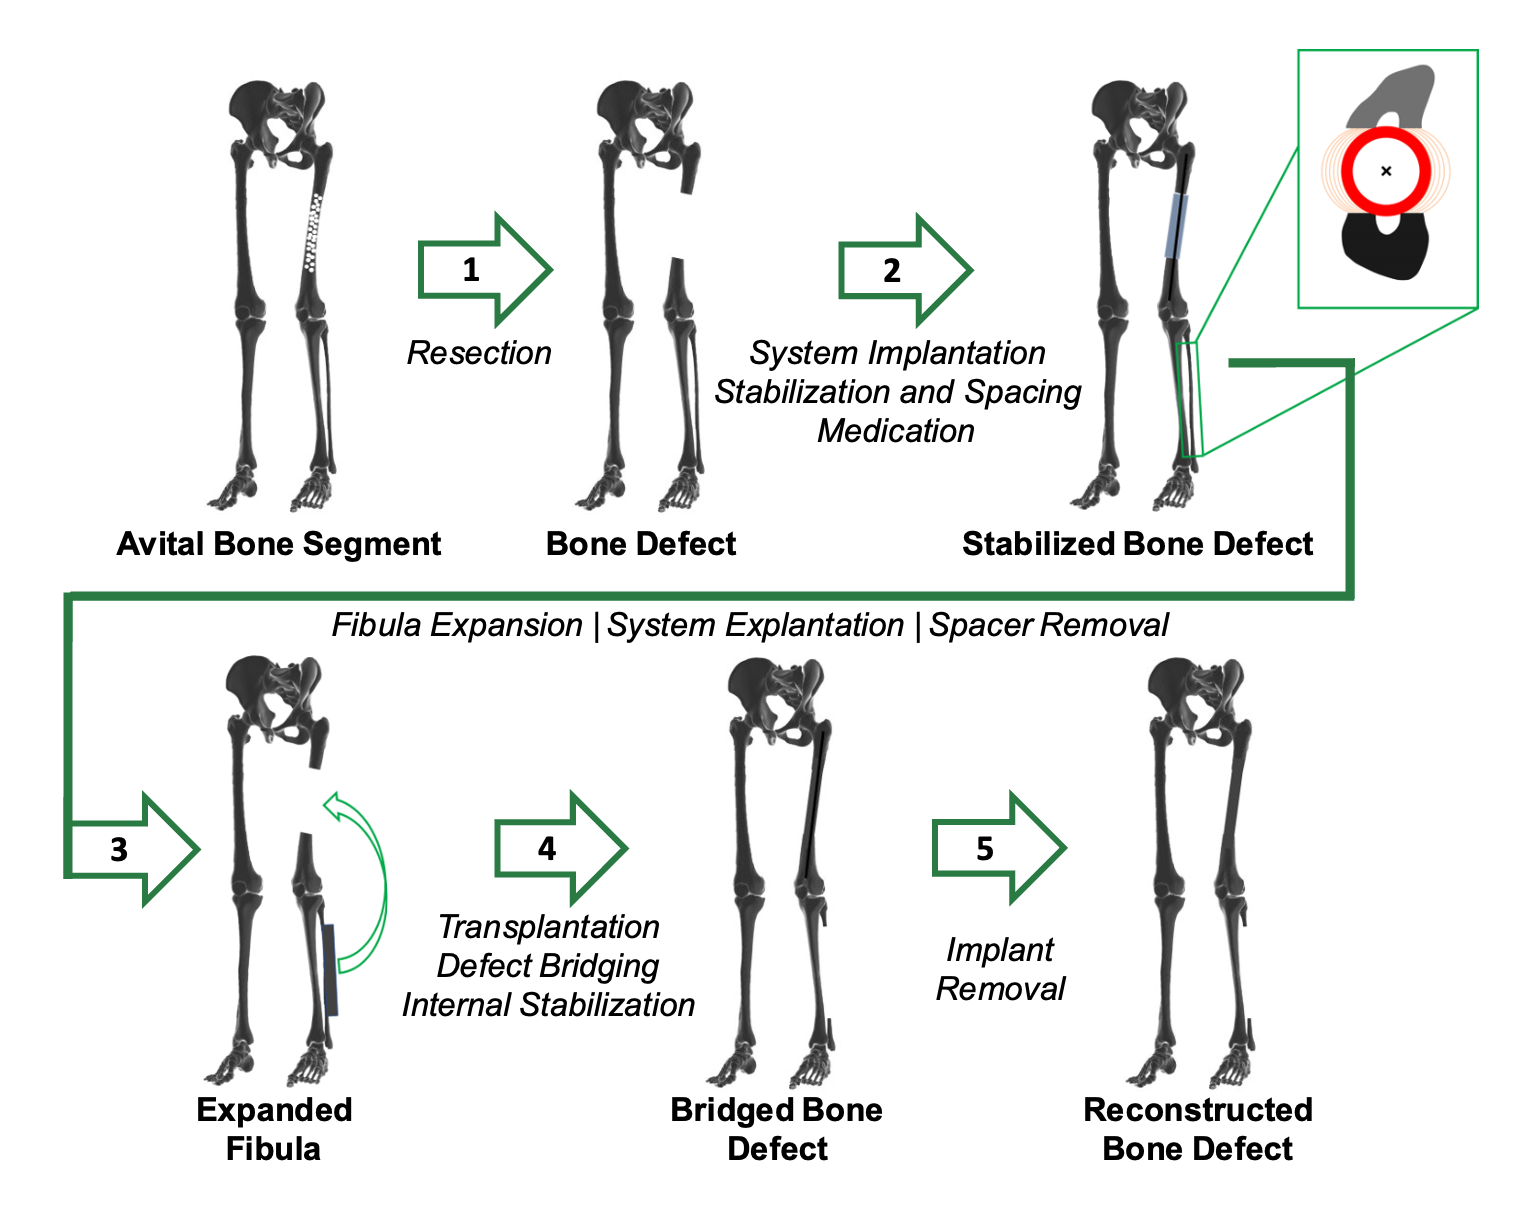 1
Resection
2
System Implantation
Stabilization and Spacing
Medication
Avital Bone Segment
Bone Defect
Stabilized Bone Defect
Fibula Expansion | System Explantation | Spacer Removal
3
4
Transplantation
Defect Bridging
Internal Stabilization
5
Implant
Removal
Expanded
Fibula
Bridged Bone
Defect
Reconstructed
Bone Defect